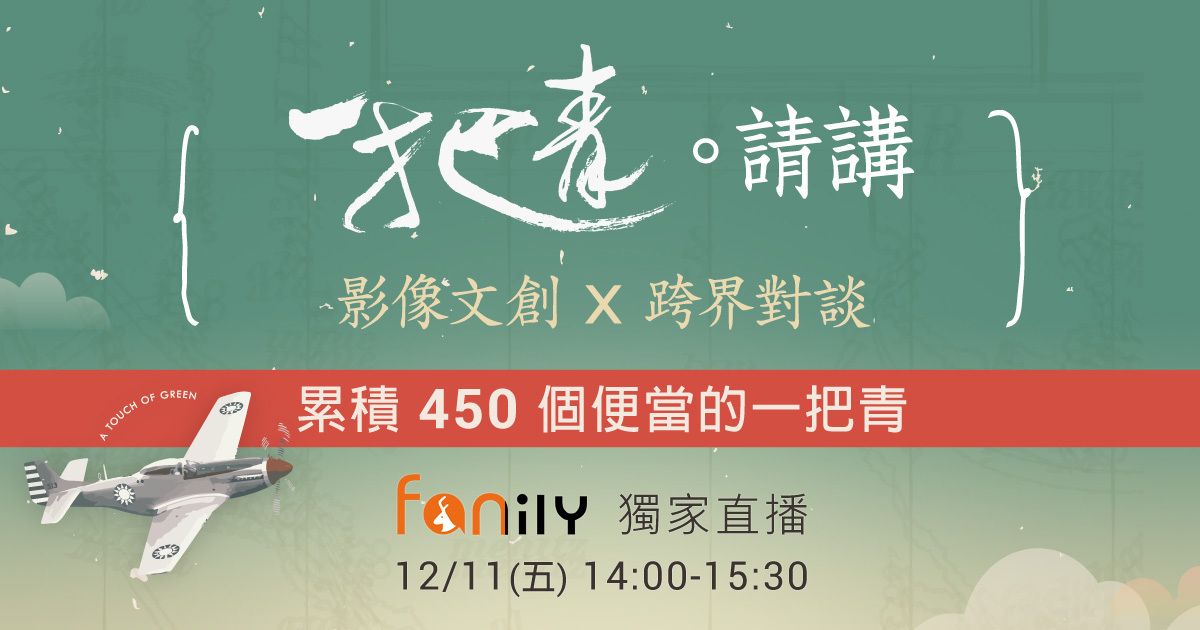 一把青。請講
影像文創 X 跨界對談
累積 450 個便當的一把青
A TOUCH OF GREEN
fanily 獨家直播
12/11(五) 14:00-15:30